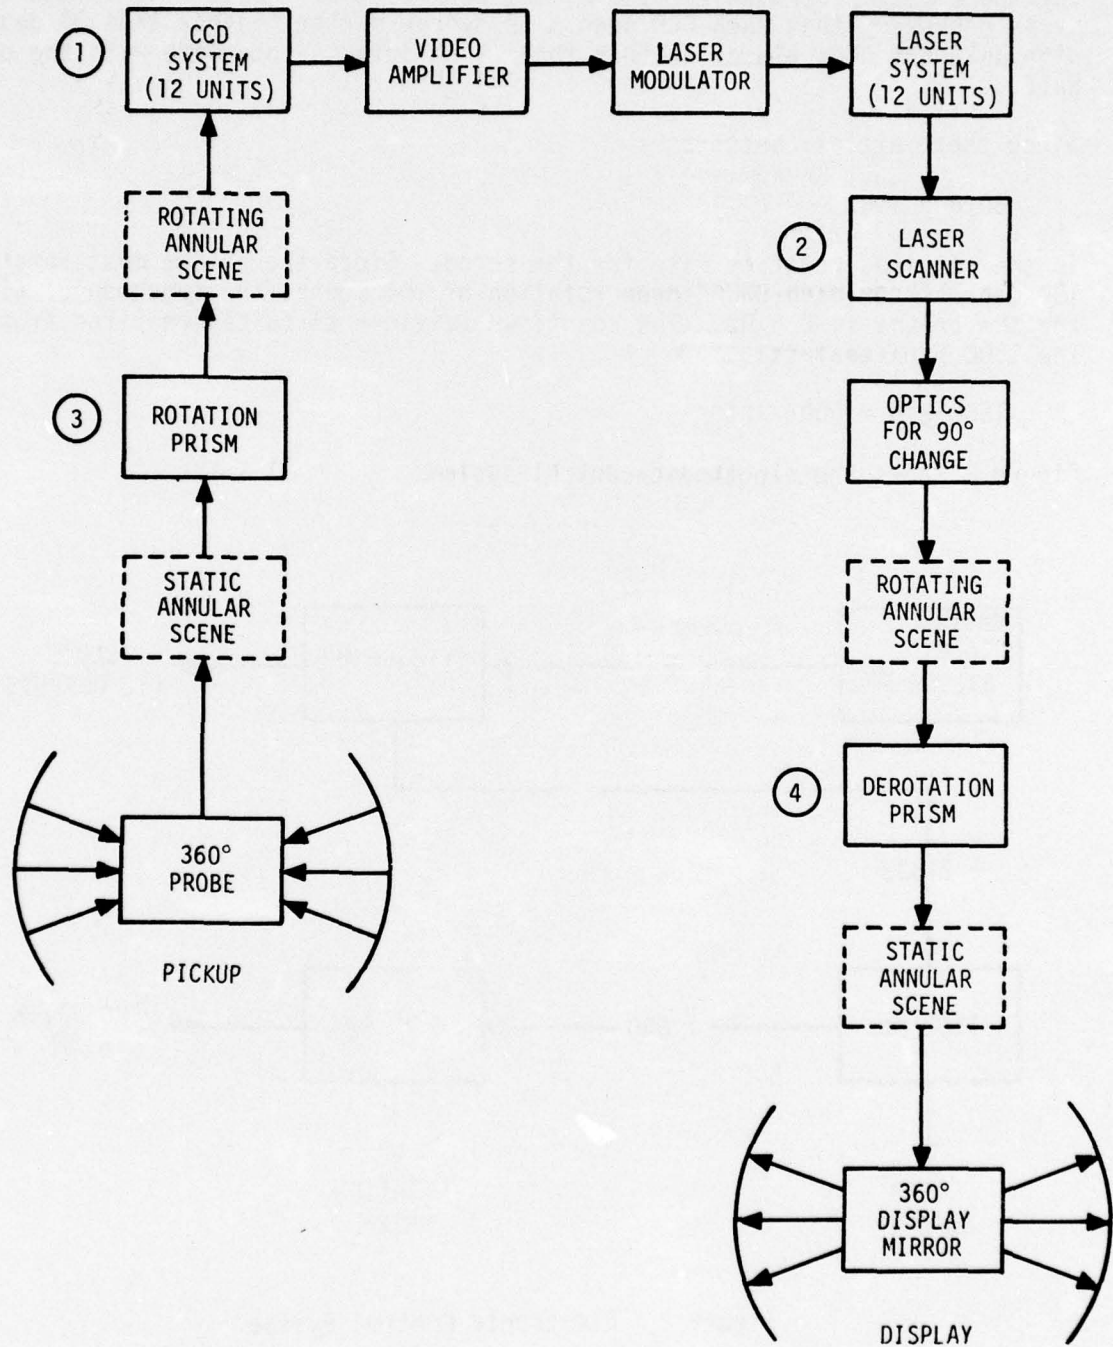 1
CCD
SYSTEM
(12 UNITS)
VIDEO
AMPLIFIER
LASER
MODULATOR
LASER
SYSTEM
(12 UNITS)
ROTATING
ANNULAR
SCENE
2
LASER
SCANNER
3
ROTATION
PRISM
OPTICS
FOR 90°
CHANGE
STATIC
ANNULAR
SCENE
ROTATING
ANNULAR
SCENE
4
DEROTATION
PRISM
360°
PROBE
PICKUP
STATIC
ANNULAR
SCENE
360°
DISPLAY
MIRROR
DISPLAY